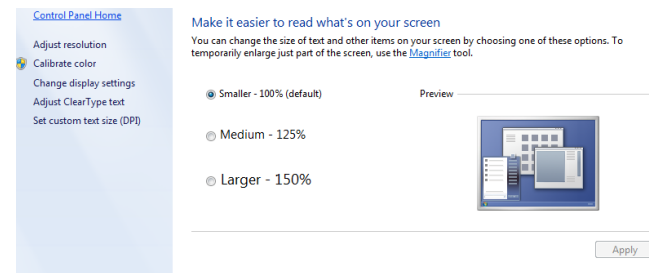 Control Panel Home
Adjust resolution
Calibrate color
Change display settings
Adjust ClearType text
Set custom text size (DPI)
Make it easier to read what's on your screen
You can change the size of text and other items on your screen by choosing one of these options. To
temporarily enlarge just part of the screen, use the Magnifier tool.
Smaller - 100% (default)
Preview
Medium - 125%
Larger - 150%
Apply